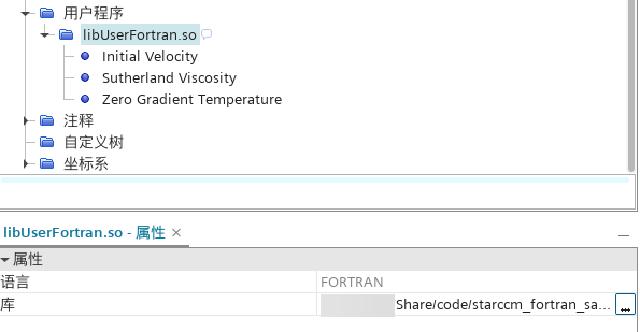 用户程序
libUserFortran.so
Initial Velocity
Sutherland Viscosity
Zero Gradient Temperature
注释
自定义树
坐标系
libUserFortran.so - 属性 ×
属性
语言 FORTRAN
库 Share/code/starccm_fortran_sa... ...